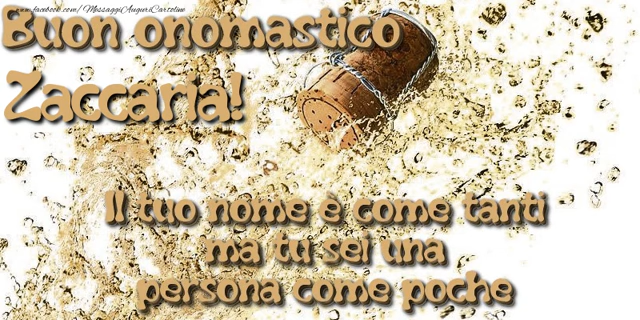 www.facebook.com/MessaggiAuguriCartoline
Buon onomastico
Zaccaria!
Il tuo nome è come tanti
ma tu sei una
persona come poche